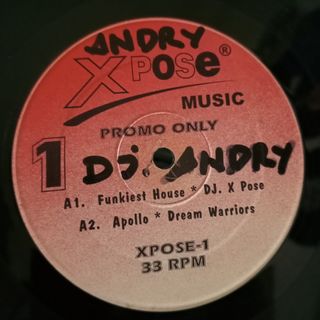 ANDRY
XPOSE®
MUSIC
PROMO ONLY
1 DJ. ANDRY
A1. Funkiest House * DJ. X Pose
A2. Apollo * Dream Warriors
XPOSE-1
33 RPM